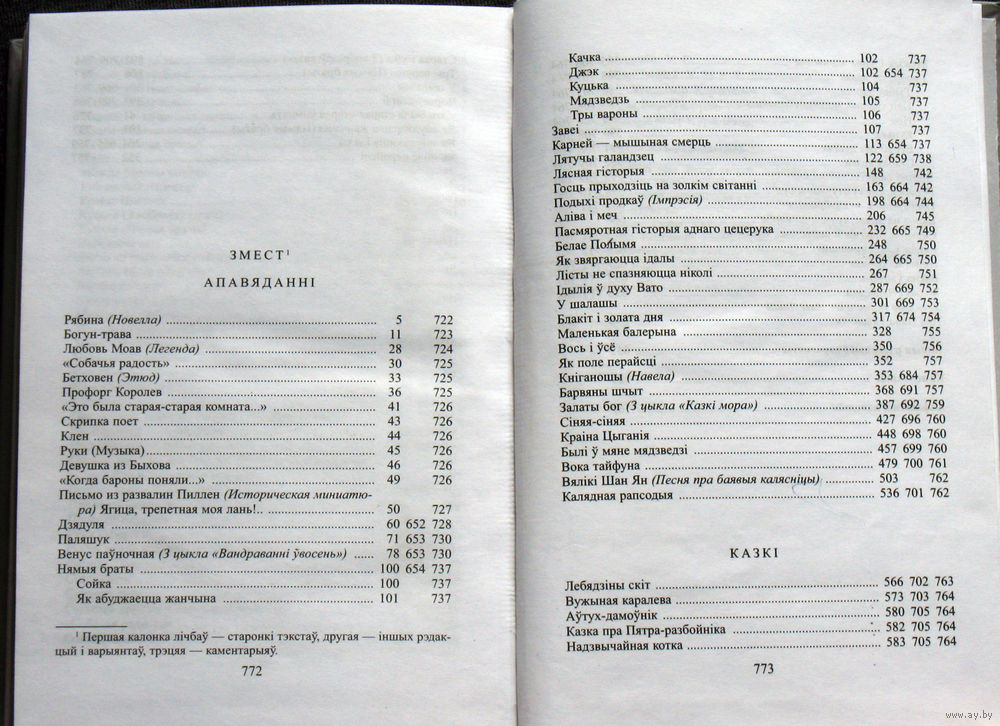 ЗМЕСТ¹
АПАВЯДАННІ
Рябина (Новелла) 5 722
Богун-трава 11 723
Любовь Моав (Легенда) 28 724
«Собачья радость» 30 725
Бетховен (Этюд) 33 725
Профорг Королев 36 725
«Это была старая-старая комната...» 41 726
Скрипка поет 43 726
Клен 44 726
Руки (Музыка) 45 726
Девушка из Быхова 46 726
«Когда бароны поняли...» 49 726
Письмо из развалин Пиллен (Историческая миниатю-
ра) Ягица, трепетная моя лань!.. 50 727
Дзядуля 60 652 728
Паляшук 71 653 730
Венус паўночная (З цыкла «Вандраванні ўвосень») 78 653 730
Нямыя браты 100 654 737
Сойка 100 737
Як абуджаецца жанчына 101 737
¹ Першая калонка лічбаў — старонкі тэкстаў, другая — іншых рэдак-
цый і варыянтаў, трэцяя — каментарыяў.
772
Качка 102 737
Джэк 102 654 737
Куцька 104 737
Мядзведзь 105 737
Тры вароны 106 737
Завеі 107 737
Карней — мышыная смерць 113 654 737
Лятучы галандзец 122 659 738
Лясная гісторыя 148 742
Госць прыходзіць на золкім світанні 163 664 742
Подыхі продкаў (Імпрэсія) 198 664 744
Аліва і меч 206 745
Пасмяротная гісторыя аднаго цецерука 232 665 749
Белае Полымя 248 750
Як звяргаюцца ідалы 264 665 750
Лісты не спазняюцца ніколі 267 751
Ідылія ў духу Вато 287 669 752
У шалашы 301 669 753
Блакіт і золата дня 317 674 754
Маленькая балерына 328 755
Вось і ўсё 350 756
Як поле перайсці 352 757
Кніганошы (Навела) 353 684 757
Барвяны шчыт 368 691 757
Залаты бог (З цыкла «Казкі мора») 387 692 759
Сіняя-сіняя 427 696 760
Краіна Цыганія 448 698 760
Былі ў мяне мядзведзі 457 699 760
Вока тайфуна 479 700 761
Вялікі Шан Ян (Песня пра баявыя калясніцы) 503 762
Калядная рапсодыя 536 701 762
КАЗКІ
Лебядзіны скіт 566 702 763
Вужыная каралева 573 703 764
Аўтух-дамоўнік 580 705 764
Казка пра Пятра-разбойніка 582 705 764
Надзвычайная котка 583 705 764
773
www.ay.by